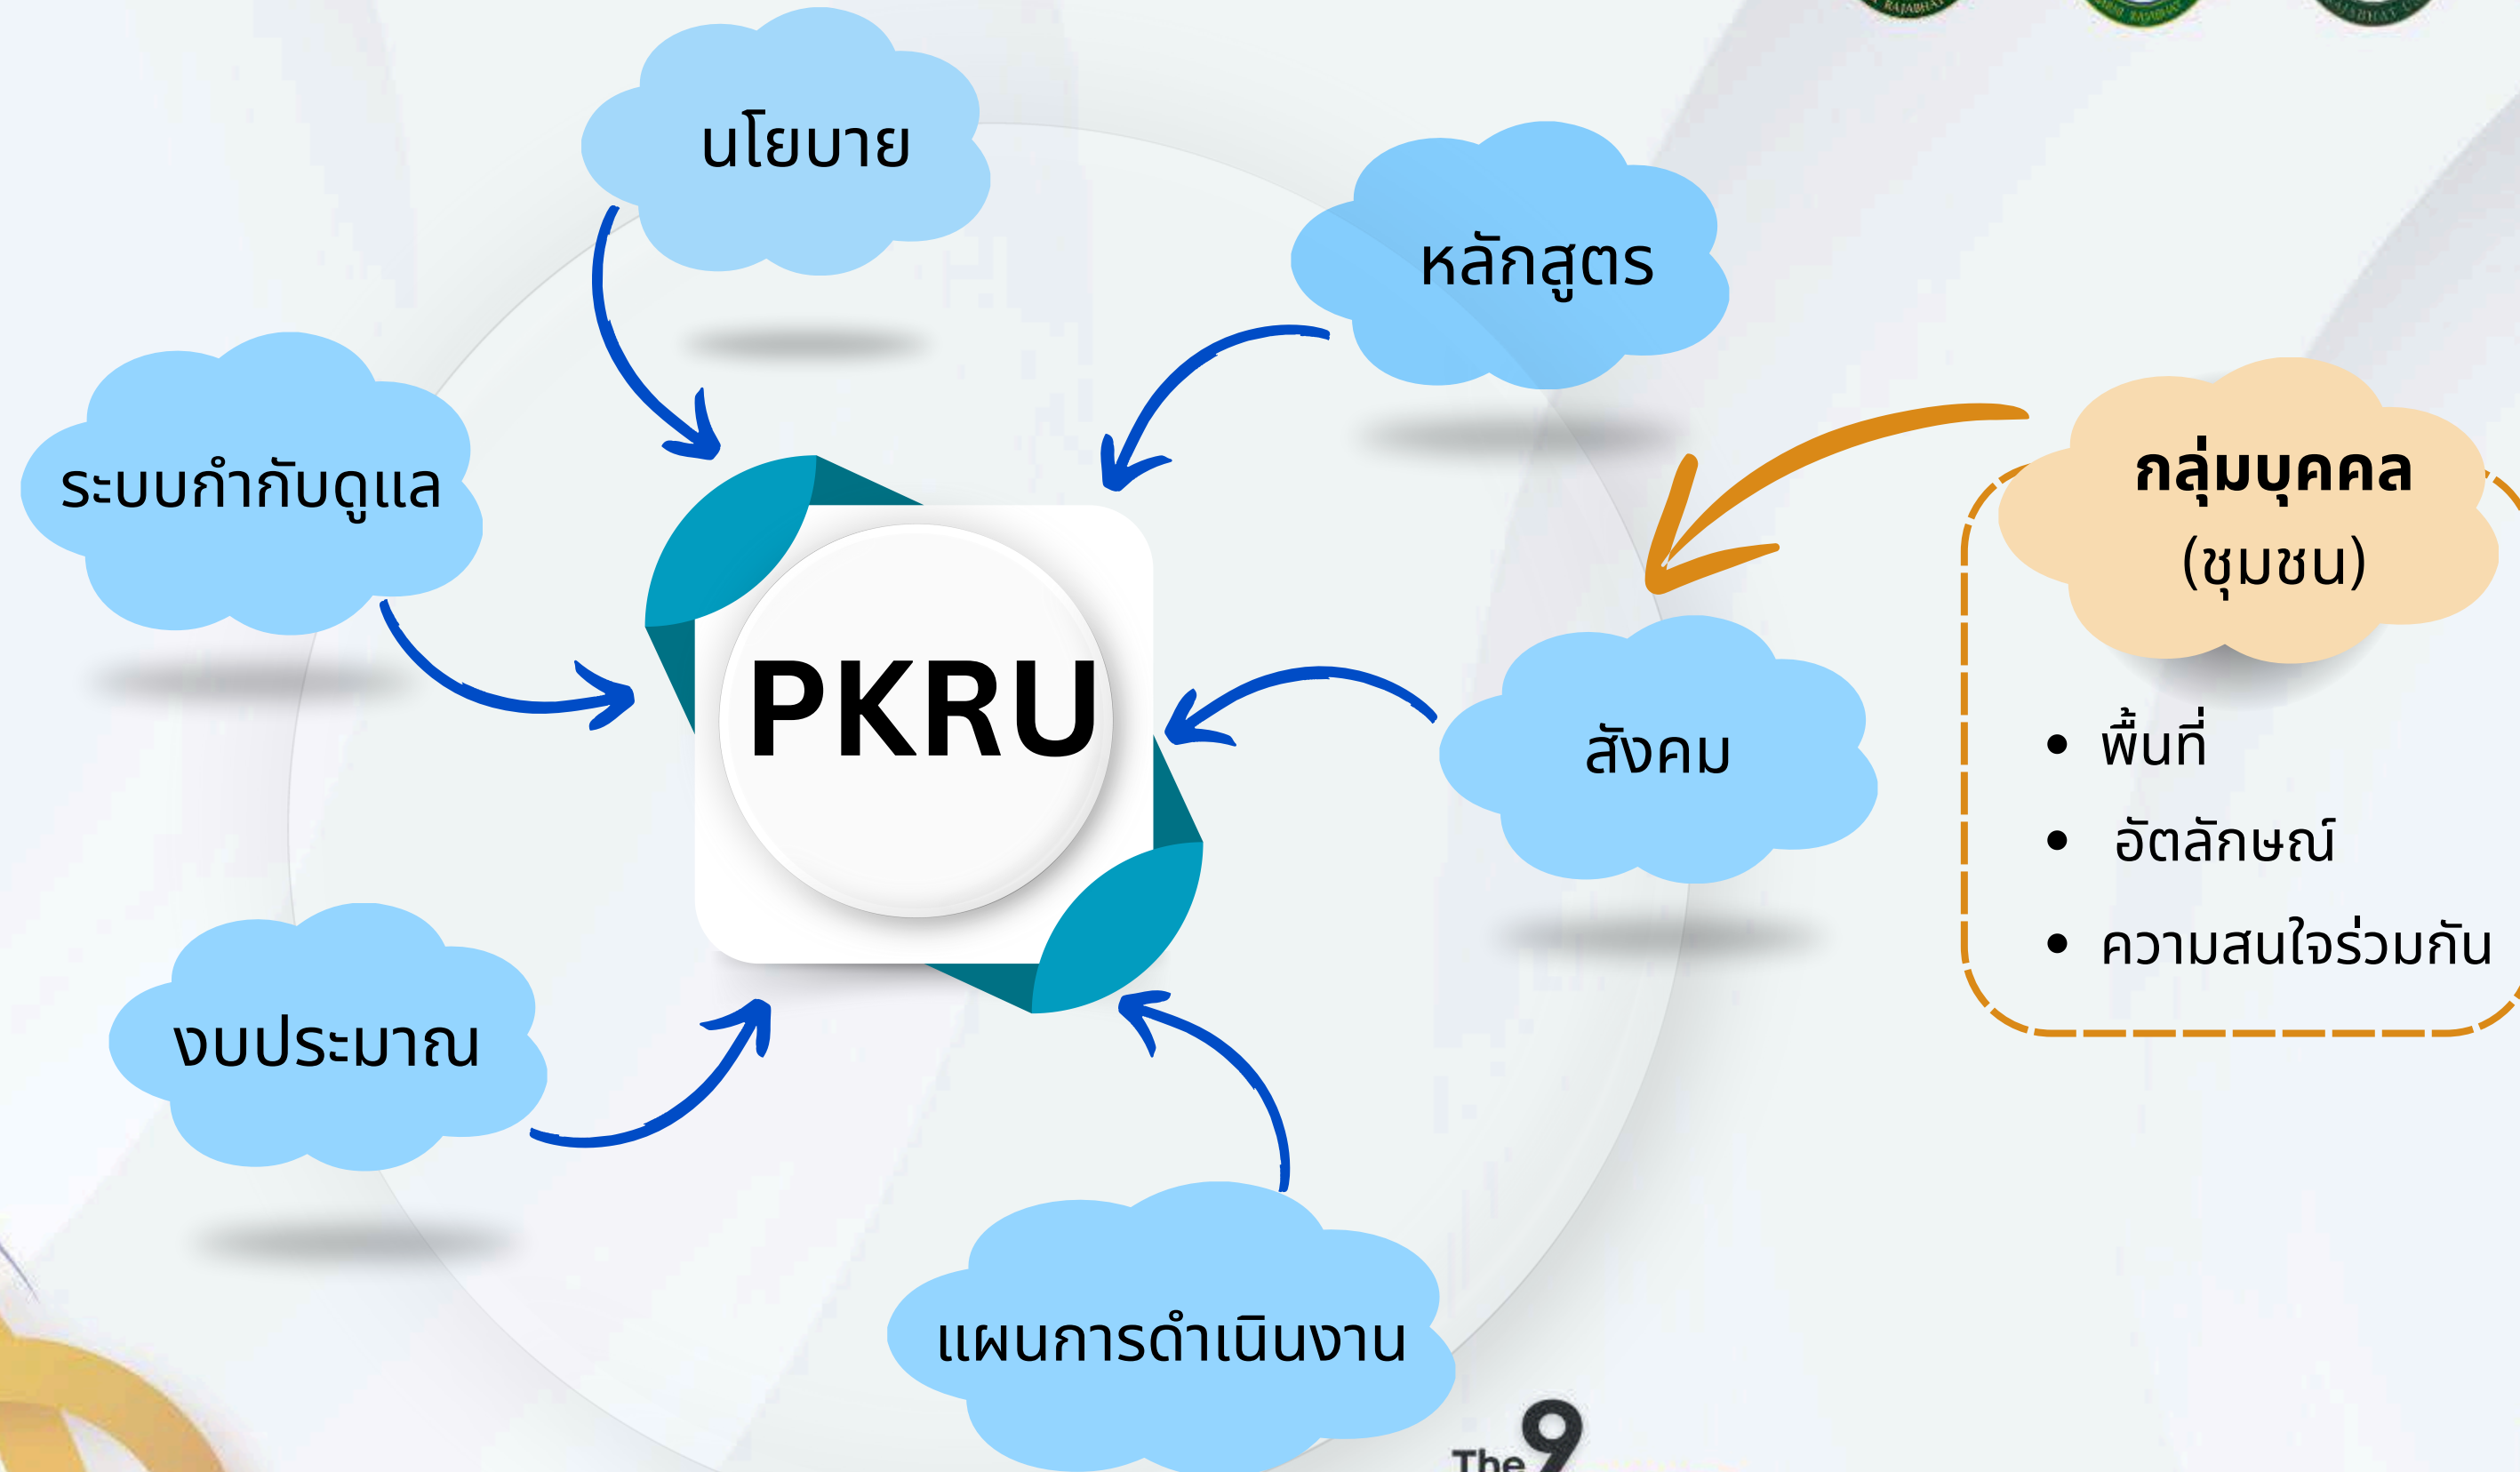 นโยบาย
หลักสูตร
ระบบกำกับดูแล
กลุ่มบุคคล
(ชุมชน)
PKRU
สังคม
• พื้นที่
• อัตลักษณ์
• ความสนใจร่วมกัน
งบประมาณ
แผนการดำเนินงาน
The 9